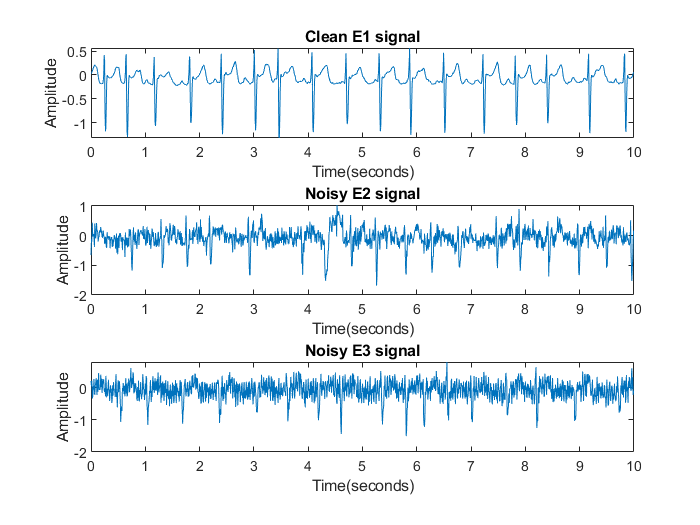 Clean E1 signal
0.5
0
-0.5
-1
Amplitude
0 1 2 3 4 5 6 7 8 9 10
Time(seconds)
Noisy E2 signal
1
0
-1
-2
Amplitude
0 1 2 3 4 5 6 7 8 9 10
Time(seconds)
Noisy E3 signal
0
-1
-2
Amplitude
0 1 2 3 4 5 6 7 8 9 10
Time(seconds)